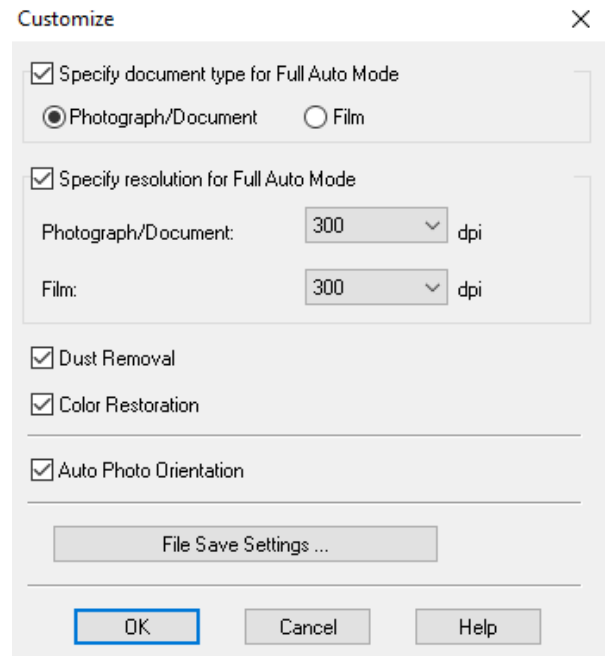 Customize
Specify document type for Full Auto Mode
Photograph/Document Film
Specify resolution for Full Auto Mode
Photograph/Document: 300 dpi
Film: 300 dpi
Dust Removal
Color Restoration
Auto Photo Orientation
File Save Settings ...
OK Cancel Help